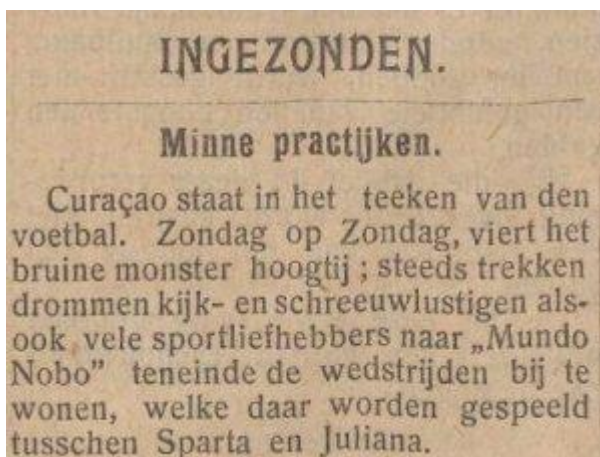 INGEZONDEN.
Minne practijken.
Curaçao staat in het teeken van den
voetbal. Zondag op Zondag, viert het
bruine monster hoogtij ; steeds trekken
drommen kijk- en schreeuwlustigen als-
ook vele sportliefhebbers naar „Mundo
Nobo” teneinde de wedstrijden bij te
wonen, welke daar worden gespeeld
tusschen Sparta en Juliana.